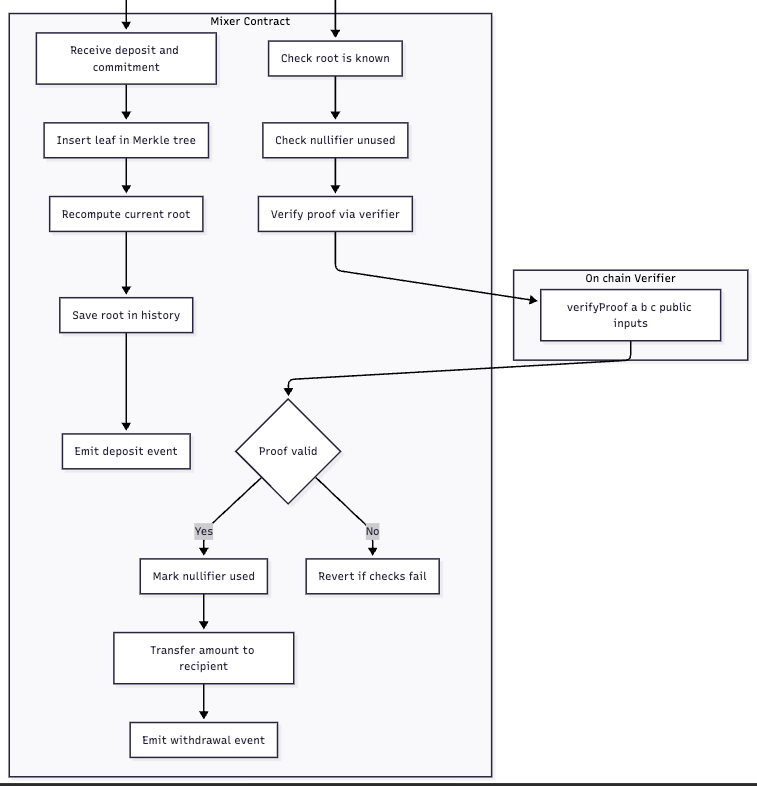 Mixer Contract
Receive deposit and
commitment
Insert leaf in Merkle tree
Recompute current root
Save root in history
Emit deposit event
Check root is known
Check nullifier unused
Verify proof via verifier
On chain Verifier
verifyProof a b c public
inputs
Proof valid
Yes
No
Mark nullifier used
Revert if checks fail
Transfer amount to
recipient
Emit withdrawal event